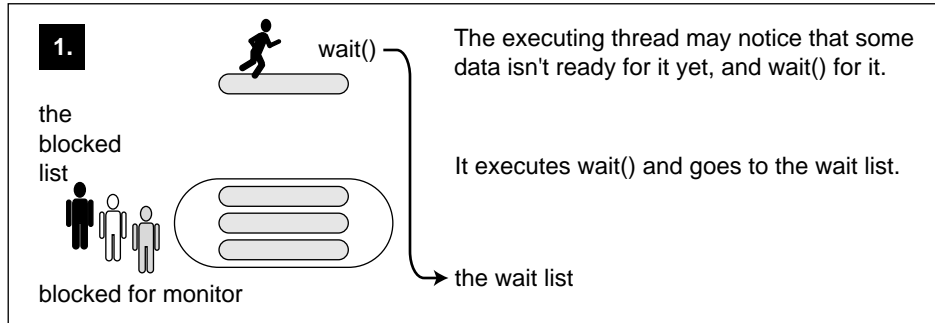 1.
wait()
The executing thread may notice that some
data isn't ready for it yet, and wait() for it.
the
blocked
list
It executes wait() and goes to the wait list.
the wait list
blocked for monitor